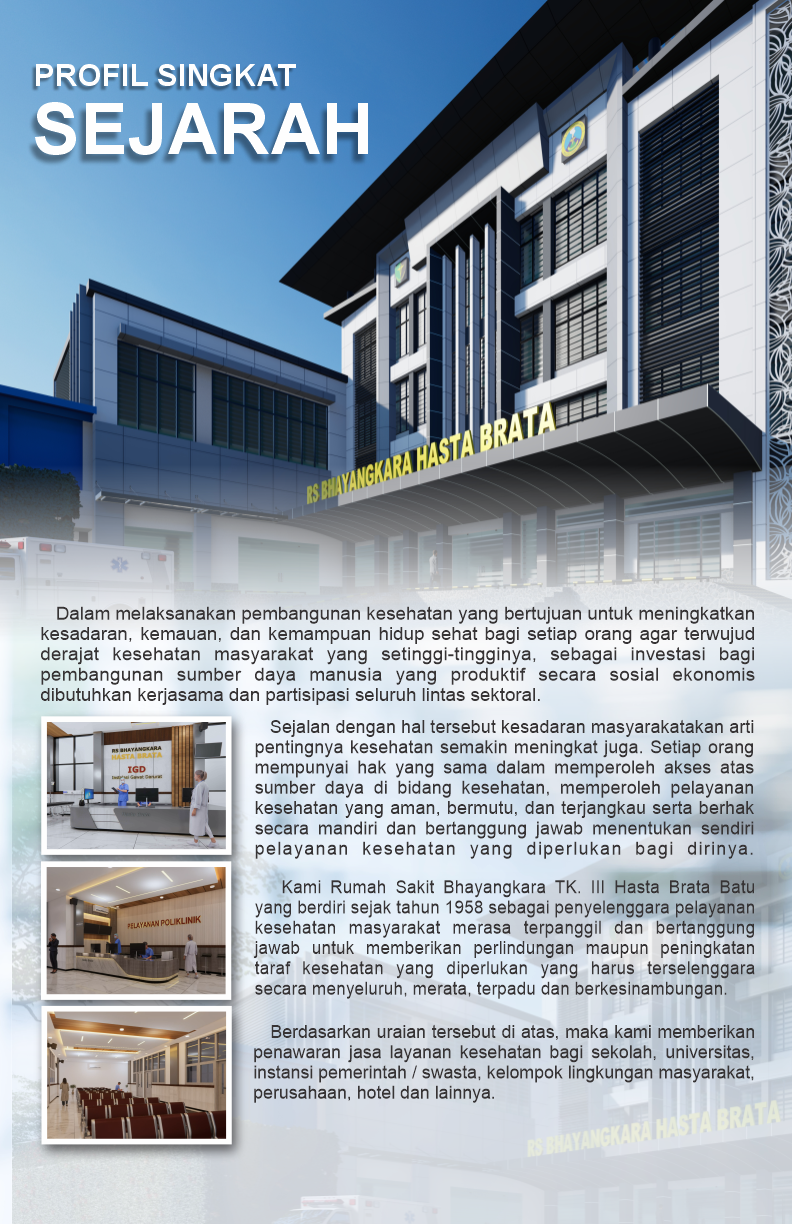 PROFIL SINGKAT
SEJARAH
RS BHAYANGKARA HASTA BRATA
Dalam melaksanakan pembangunan kesehatan yang bertujuan untuk meningkatkan
kesadaran, kemauan, dan kemampuan hidup sehat bagi setiap orang agar terwujud
derajat kesehatan masyarakat yang setinggi-tingginya, sebagai investasi bagi
pembangunan sumber daya manusia yang produktif secara sosial ekonomis
dibutuhkan kerjasama dan partisipasi seluruh lintas sektoral.
RS BHAYANGKARA
HASTA BRATA
IGD
Instalasi Gawat Darurat
Sejalan dengan hal tersebut kesadaran masyarakatakan arti
pentingnya kesehatan semakin meningkat juga. Setiap orang
mempunyai hak yang sama dalam memperoleh akses atas
sumber daya di bidang kesehatan, memperoleh pelayanan
kesehatan yang aman, bermutu, dan terjangkau serta berhak
secara mandiri dan bertanggung jawab menentukan sendiri
pelayanan kesehatan yang diperlukan bagi dirinya.
PELAYANAN POLIKLINIK
Kami Rumah Sakit Bhayangkara TK. III Hasta Brata Batu
yang berdiri sejak tahun 1958 sebagai penyelenggara pelayanan
kesehatan masyarakat merasa terpanggil dan bertanggung
jawab untuk memberikan perlindungan maupun peningkatan
taraf kesehatan yang diperlukan yang harus terselenggara
secara menyeluruh, merata, terpadu dan berkesinambungan.
Berdasarkan uraian tersebut di atas, maka kami memberikan
penawaran jasa layanan kesehatan bagi sekolah, universitas,
instansi pemerintah / swasta, kelompok lingkungan masyarakat,
perusahaan, hotel dan lainnya.
RS BHAYANGKARA HASTA BRATA